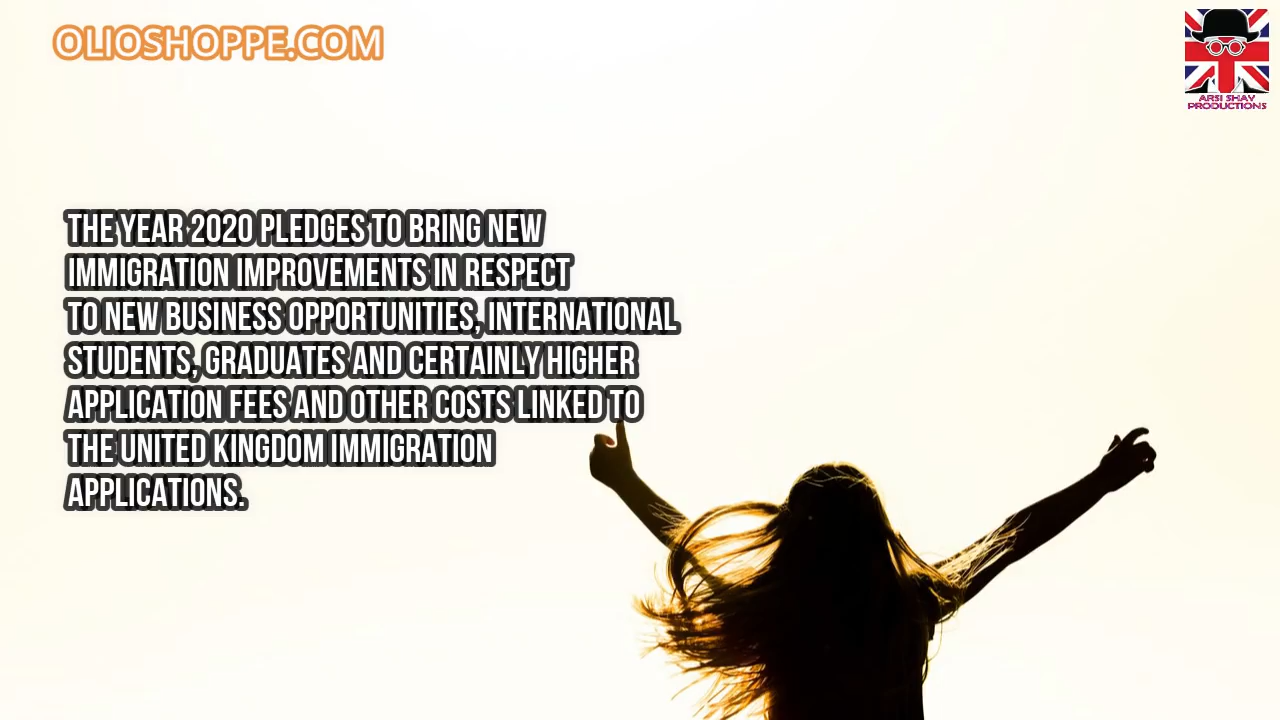 OLIOSHOPPE.COM
ARSI SHAY
PRODUCTIONS
THE YEAR 2020 PLEDGES TO BRING NEW
IMMIGRATION IMPROVEMENTS IN RESPECT
TO NEW BUSINESS OPPORTUNITIES, INTERNATIONAL
STUDENTS, GRADUATES AND CERTAINLY HIGHER
APPLICATION FEES AND OTHER COSTS LINKED TO
THE UNITED KINGDOM IMMIGRATION
APPLICATIONS.